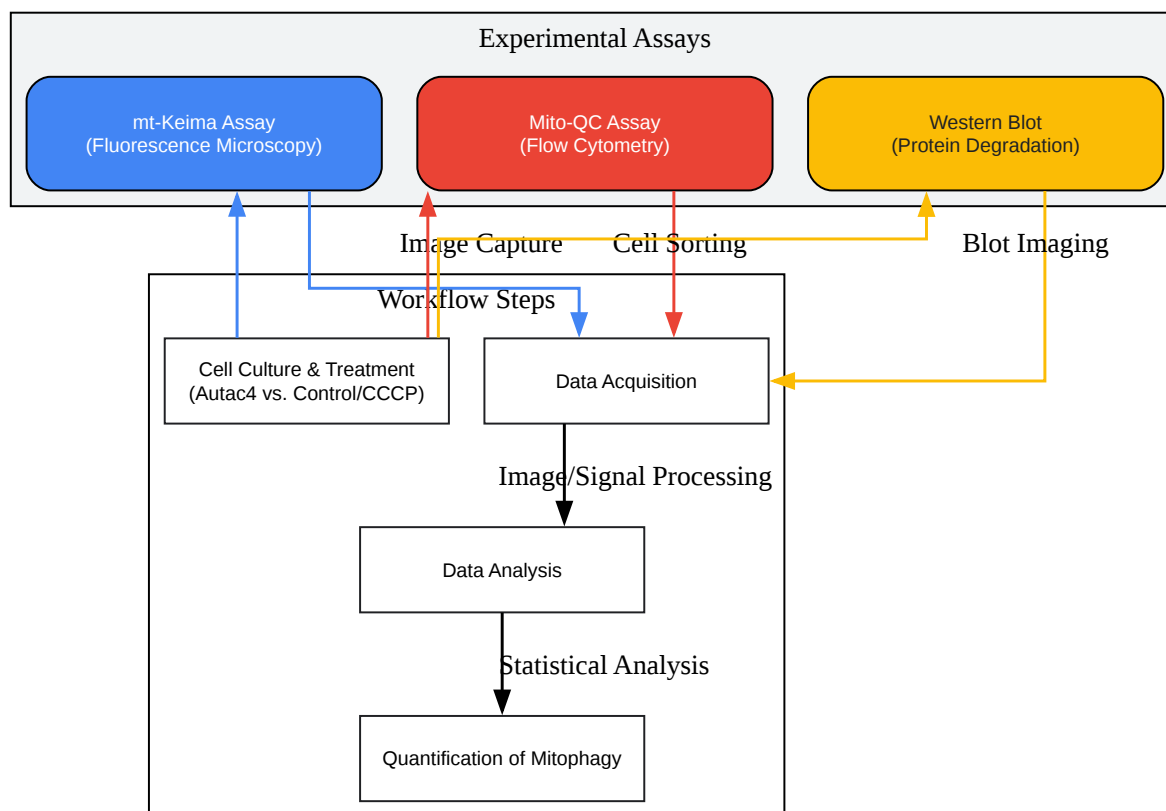 Experimental Assays
mt-Keima Assay
(Fluorescence Microscopy)
Mito-QC Assay
(Flow Cytometry)
Western Blot
(Protein Degradation)
Image Capture
Cell Sorting
Blot Imaging
Workflow Steps
Cell Culture & Treatment
(Autac4 vs. Control/CCCP)
Data Acquisition
Image/Signal Processing
Data Analysis
Statistical Analysis
Quantification of Mitophagy